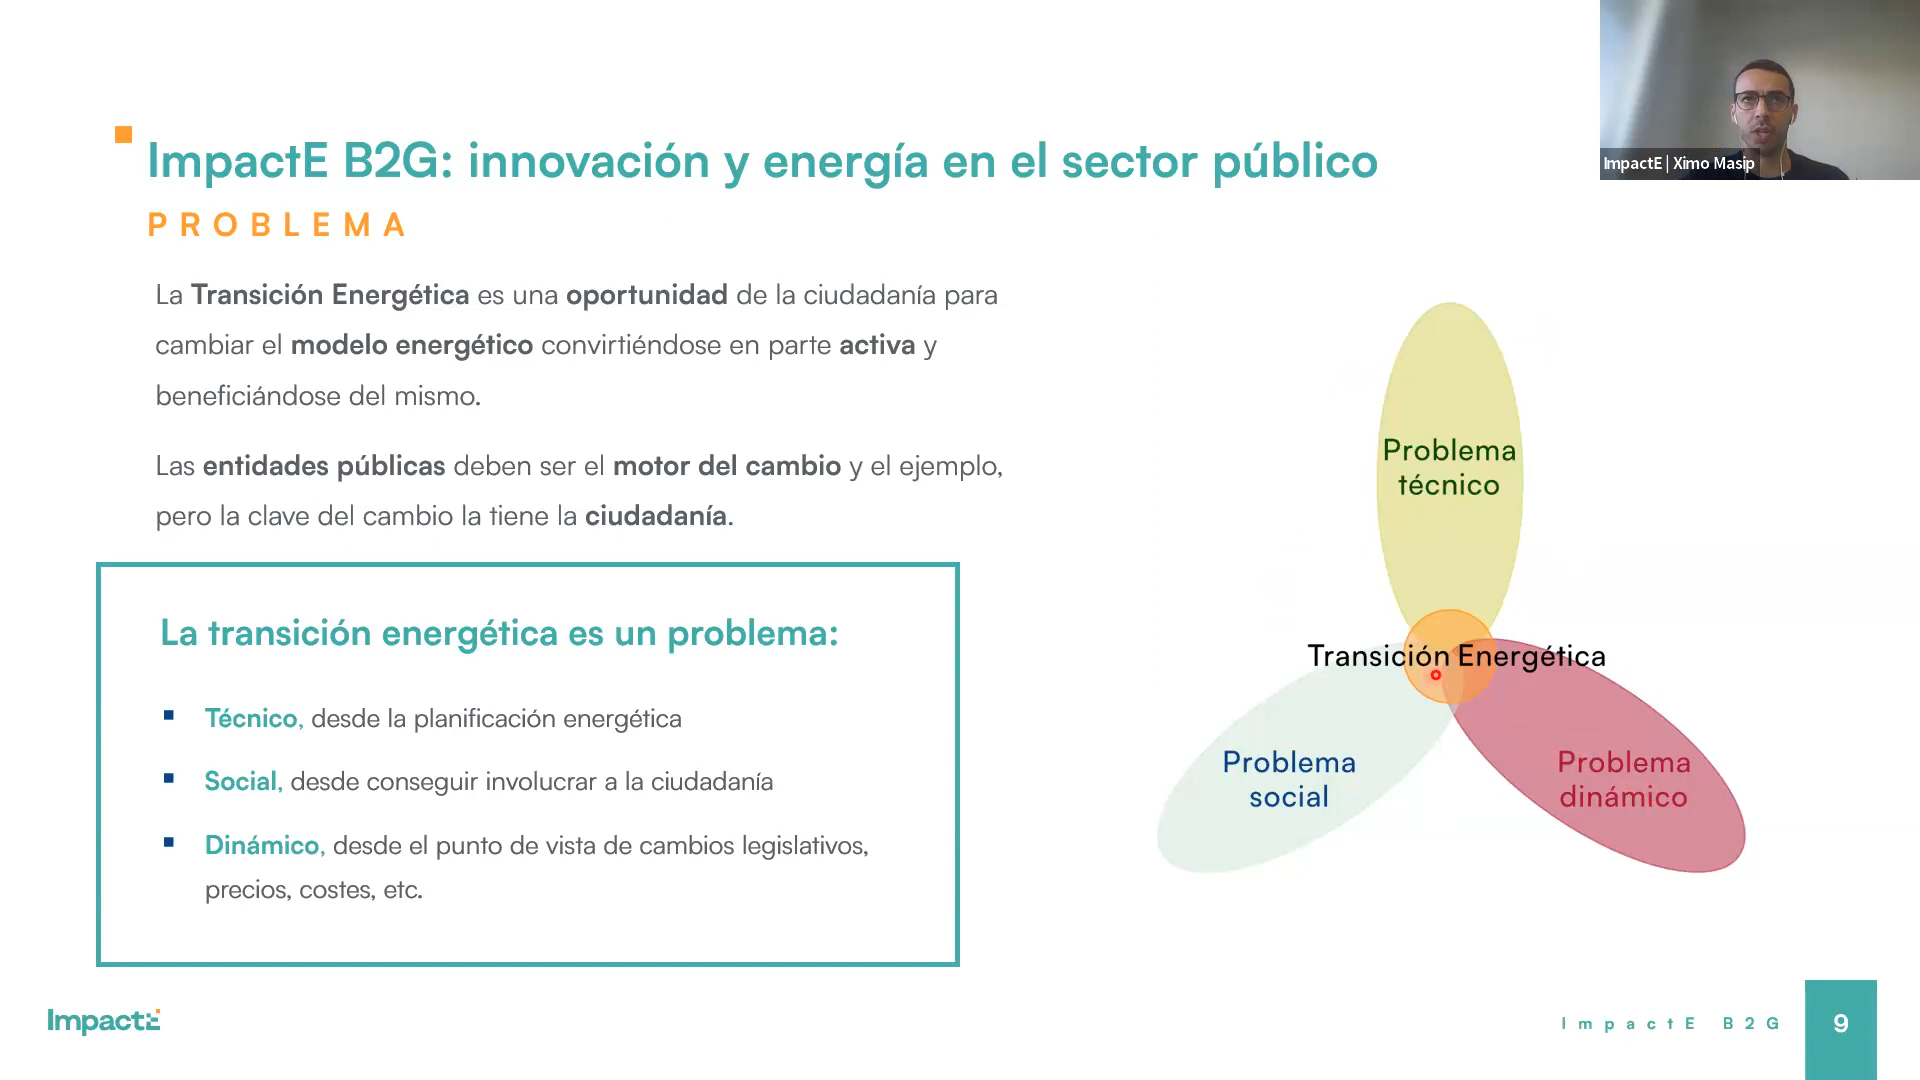 ImpactE B2G: innovación y energía en el sector público
PROBLEMA
La Transición Energética es una oportunidad de la ciudadanía para
cambiar el modelo energético convirtiéndose en parte activa y
beneficiándose del mismo.
Las entidades públicas deben ser el motor del cambio y el ejemplo,
pero la clave del cambio la tiene la ciudadanía.
La transición energética es un problema:
Técnico, desde la planificación energética
Social, desde conseguir involucrar a la ciudadanía
Dinámico, desde el punto de vista de cambios legislativos,
precios, costes, etc.
Problema
técnico
Transición Energética
Problema
social
Problema
dinámico
ImpactE | Ximo Masip
ImpactE
ImpactE B2G
9